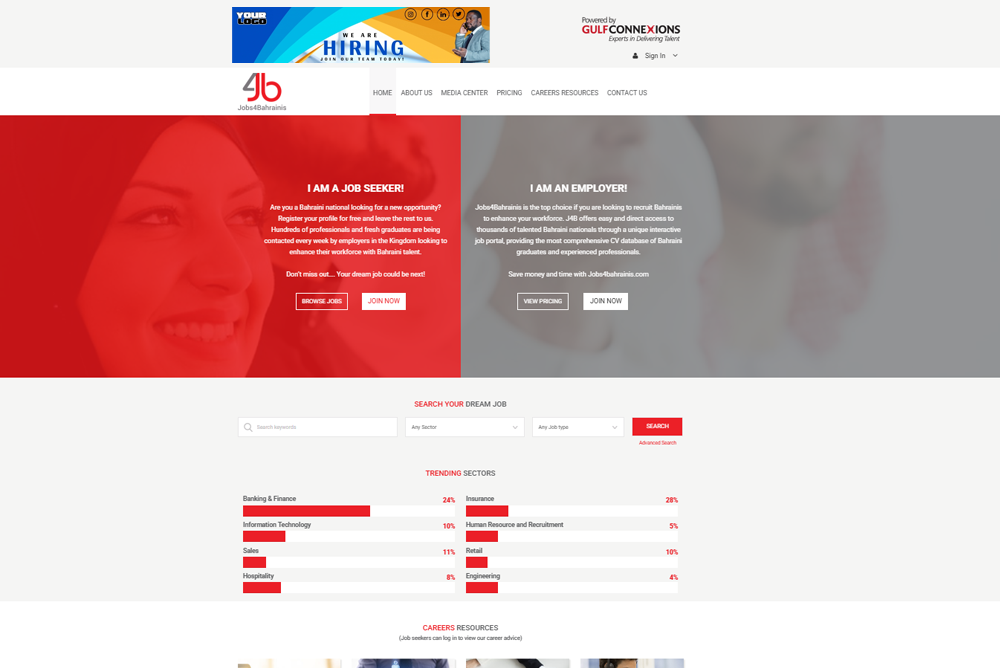 YOUR
LOGO
WE ARE
HIRING
JOIN OUR TEAM TODAY!
Powered by
GULFCONNEXIONS
Experts in Delivering Talent
Sign In
4Jb
Jobs4Bahrainis
HOME ABOUT US MEDIA CENTER PRICING CAREERS RESOURCES CONTACT US
I AM A JOB SEEKER!
Are you a Bahraini national looking for a new opportunity?
Register your profile for free and leave the rest to us.
Hundreds of professionals and fresh graduates are being
contacted every week by employers in the Kingdom looking to
enhance their workforce with Bahraini talent.
Don't miss out.... Your dream job could be next!
BROWSE JOBS JOIN NOW
I AM AN EMPLOYER!
Jobs4Bahrainis is the top choice if you are looking to recruit Bahrainis
to enhance your workforce. J4B offers easy and direct access to
thousands of talented Bahraini nationals through a unique interactive
job portal, providing the most comprehensive CV database of Bahraini
graduates and experienced professionals.
Save money and time with Jobs4bahrainis.com
VIEW PRICING JOIN NOW
SEARCH YOUR DREAM JOB
Search keywords Any Sector Any Job type SEARCH
Advanced Search
TRENDING SECTORS
Banking & Finance 24%
Insurance 28%
Information Technology 10%
Human Resource and Recruitment 5%
Sales 11%
Retail 10%
Hospitality 8%
Engineering 4%
CAREERS RESOURCES
(Job seekers can log in to view our career advice)